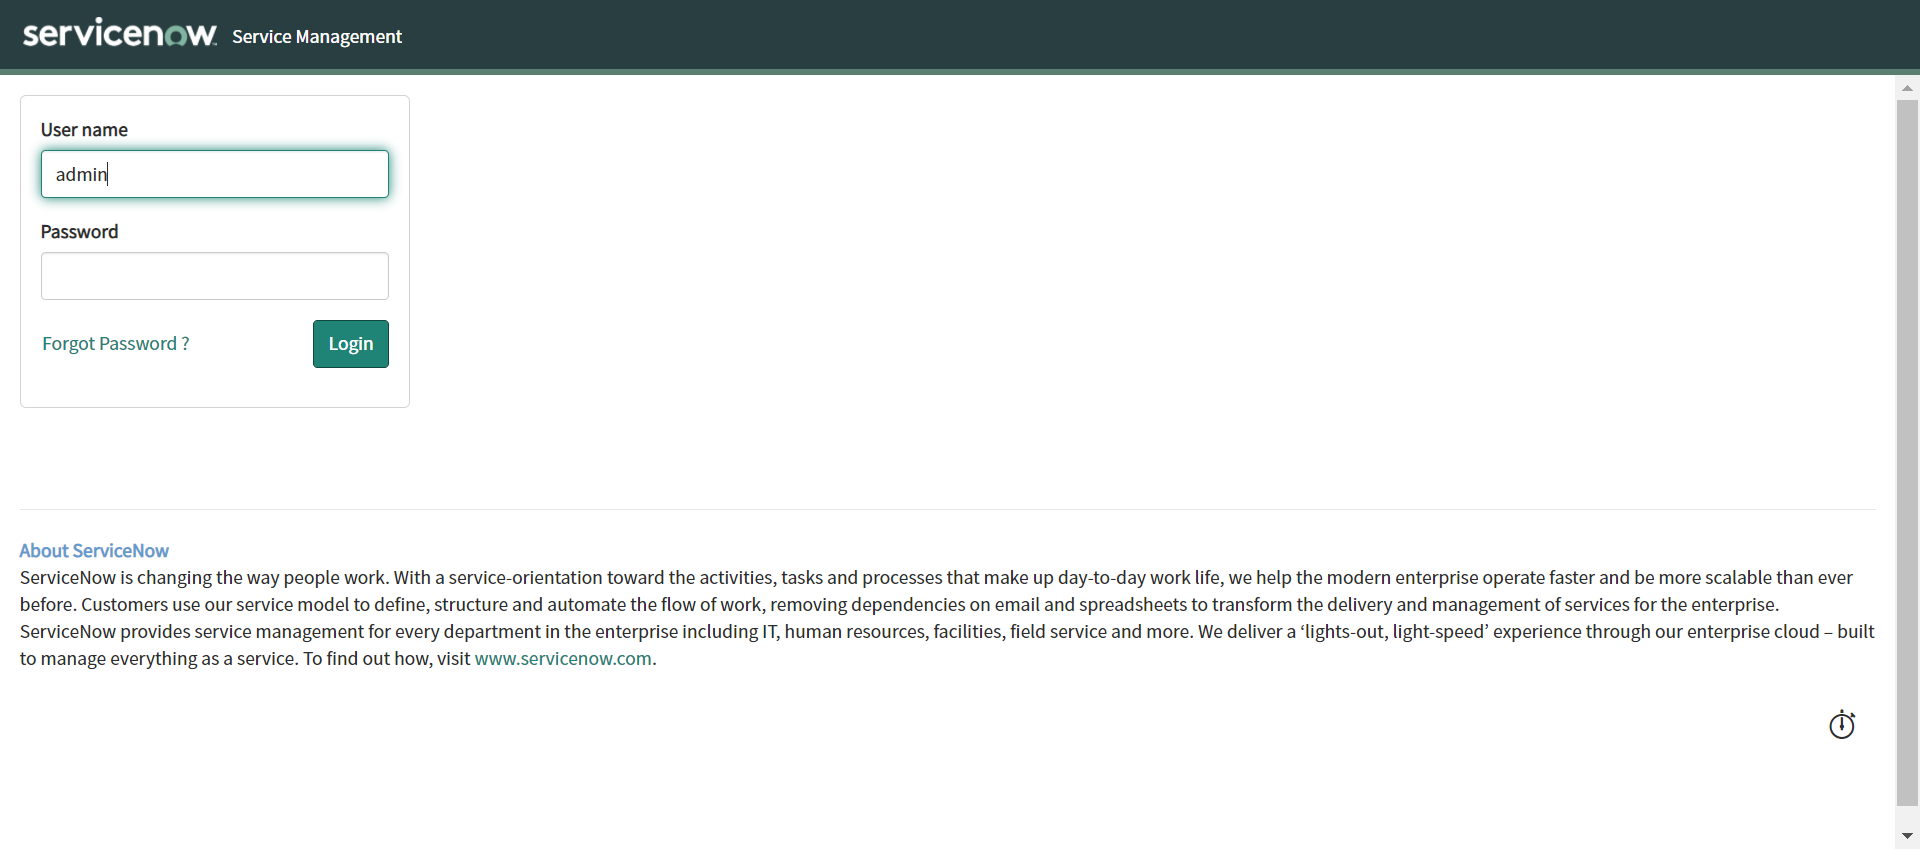 servicenow Service Management
User name
admin
Password
Forgot Password ?
Login
About ServiceNow
ServiceNow is changing the way people work. With a service-orientation toward the activities, tasks and processes that make up day-to-day work life, we help the modern enterprise operate faster and be more scalable than ever
before. Customers use our service model to define, structure and automate the flow of work, removing dependencies on email and spreadsheets to transform the delivery and management of services for the enterprise.
ServiceNow provides service management for every department in the enterprise including IT, human resources, facilities, field service and more. We deliver a ‘lights-out, light-speed’ experience through our enterprise cloud – built
to manage everything as a service. To find out how, visit www.servicenow.com.